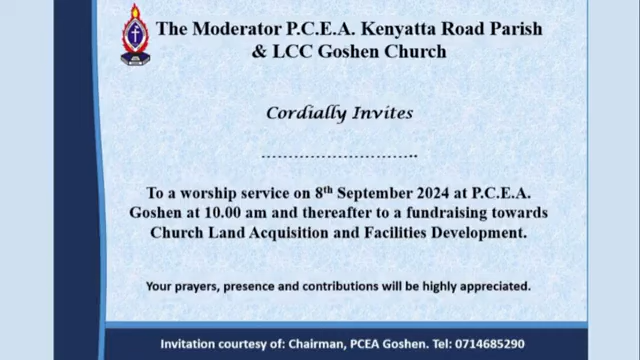 The Moderator P.C.E.A. Kenyatta Road Parish
& LCC Goshen Church
Cordially Invites
............................
To a worship service on 8th September 2024 at P.C.E.A.
Goshen at 10.00 am and thereafter to a fundraising towards
Church Land Acquisition and Facilities Development.
Your prayers, presence and contributions will be highly appreciated.
Invitation courtesy of: Chairman, PCEA Goshen. Tel: 0714685290